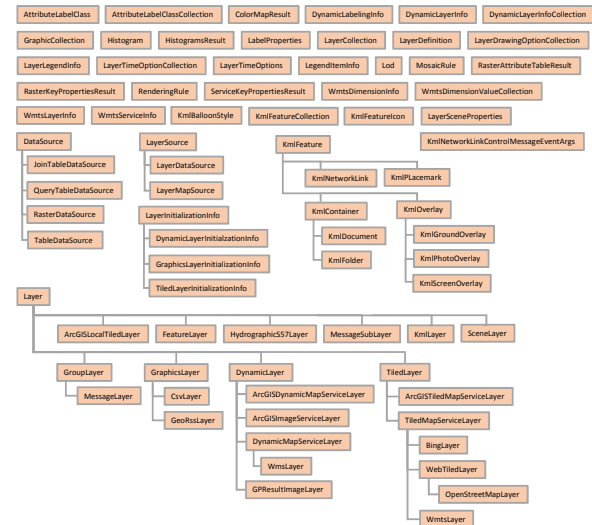 AttributeLabelClass AttributeLabelClassCollection ColorMapResult DynamicLabelingInfo DynamicLayerInfo DynamicLayerInfoCollection
GraphicCollection Histogram HistogramsResult LabelProperties LayerCollection LayerDefinition LayerDrawingOptionCollection
LayerLegendInfo LayerTimeOptionCollection LayerTimeOptions LegendItemInfo Lod MosaicRule RasterAttributeTableResult
RasterKeyPropertiesResult RenderingRule ServiceKeyPropertiesResult WmtsDimensionInfo WmtsDimensionValueCollection
WmtsLayerInfo WmtsServiceInfo KmlBalloonStyle KmlFeatureCollection KmlFeatureIcon LayerSceneProperties
KmlNetworkLinkControlMessageEventArgs
DataSource
JoinTableDataSource
QueryTableDataSource
RasterDataSource
TableDataSource
LayerSource
LayerDataSource
LayerMapSource
LayerInitializationInfo
DynamicLayerInitializationInfo
GraphicsLayerInitializationInfo
TiledLayerInitializationInfo
KmlFeature
KmlNetworkLink KmlPLacemark
KmlContainer
KmlDocument
KmlFolder
KmlOverlay
KmlGroundOverlay
KmlPhotoOverlay
KmlScreenOverlay
Layer
ArcGISLocalTiledLayer FeatureLayer HydrographicS57Layer MessageSubLayer KmlLayer SceneLayer
GroupLayer
MessageLayer
GraphicsLayer
CsvLayer
GeoRssLayer
DynamicLayer
ArcGISDynamicMapServiceLayer
ArcGISImageServiceLayer
DynamicMapServiceLayer
WmsLayer
GPResultImageLayer
TiledLayer
ArcGISTiledMapServiceLayer
TiledMapServiceLayer
BingLayer
WebTiledLayer
OpenStreetMapLayer
WmtsLayer